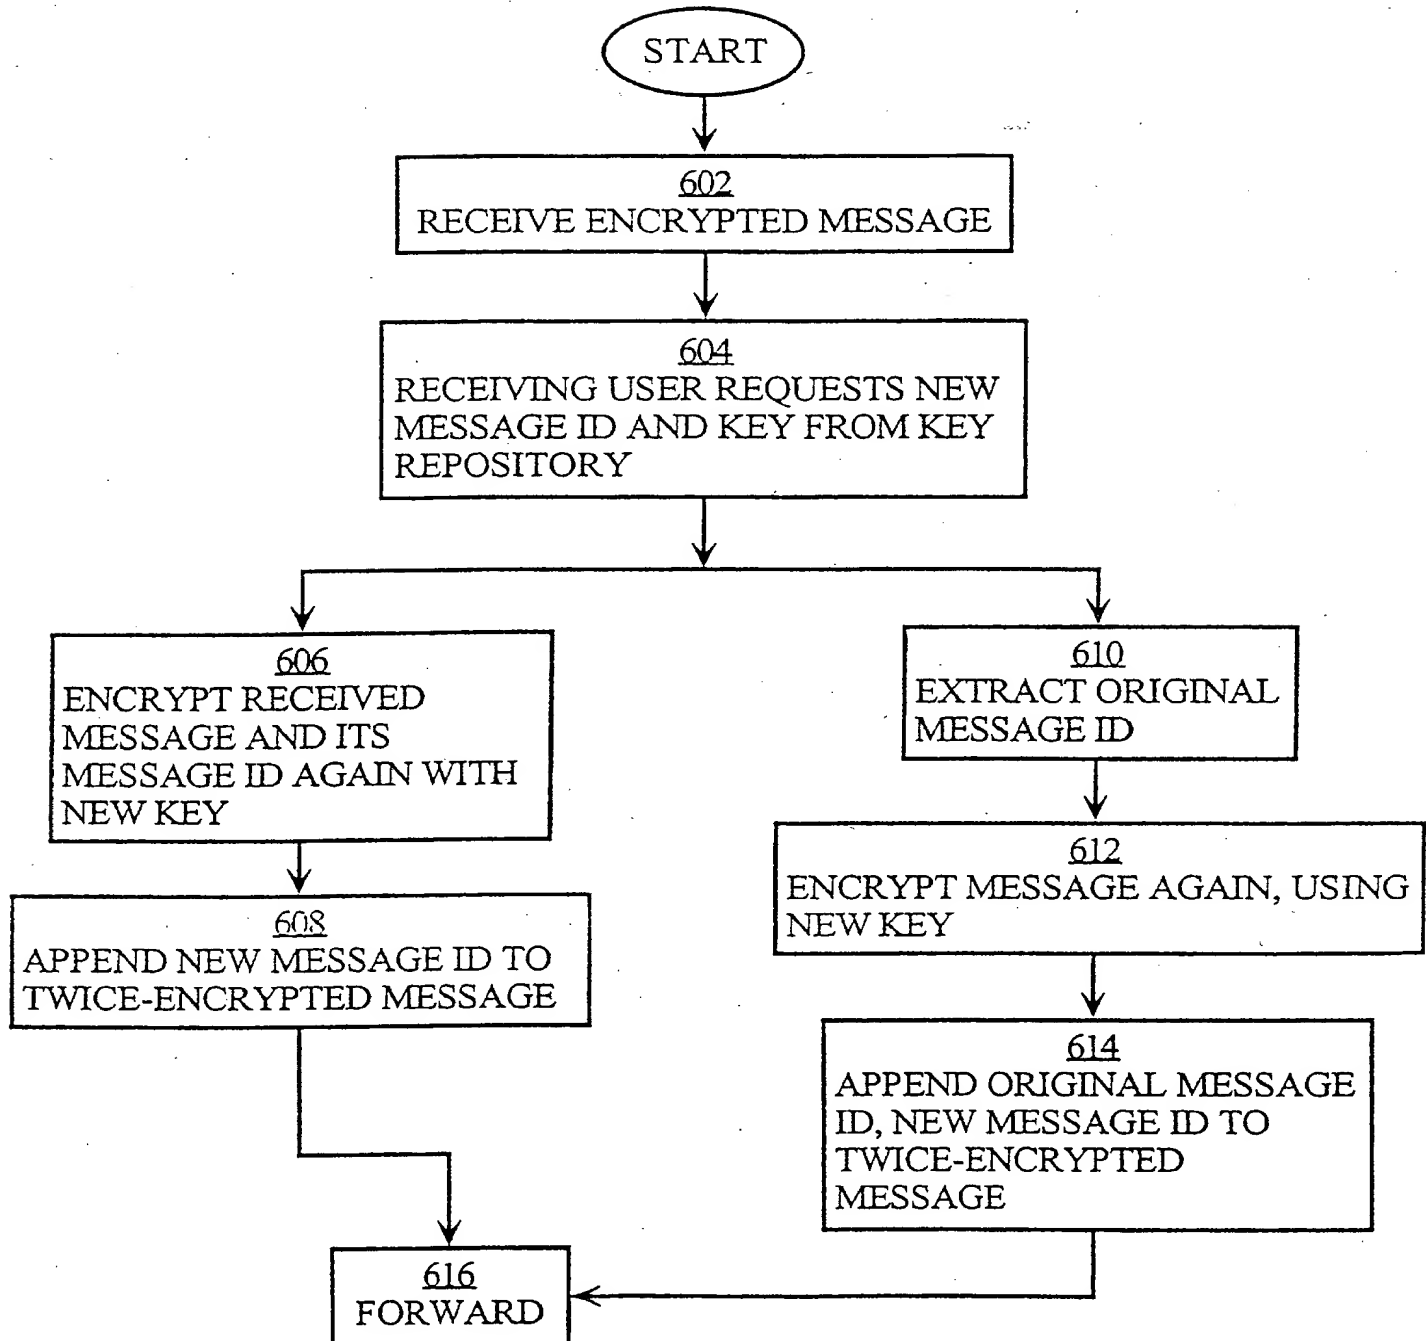 START
602
RECEIVE ENCRYPTED MESSAGE
604
RECEIVING USER REQUESTS NEW
MESSAGE ID AND KEY FROM KEY
REPOSITORY
606
ENCRYPT RECEIVED
MESSAGE AND ITS
MESSAGE ID AGAIN WITH
NEW KEY
608
APPEND NEW MESSAGE ID TO
TWICE-ENCRYPTED MESSAGE
610
EXTRACT ORIGINAL
MESSAGE ID
612
ENCRYPT MESSAGE AGAIN, USING
NEW KEY
614
APPEND ORIGINAL MESSAGE
ID, NEW MESSAGE ID TO
TWICE-ENCRYPTED
MESSAGE
616
FORWARD